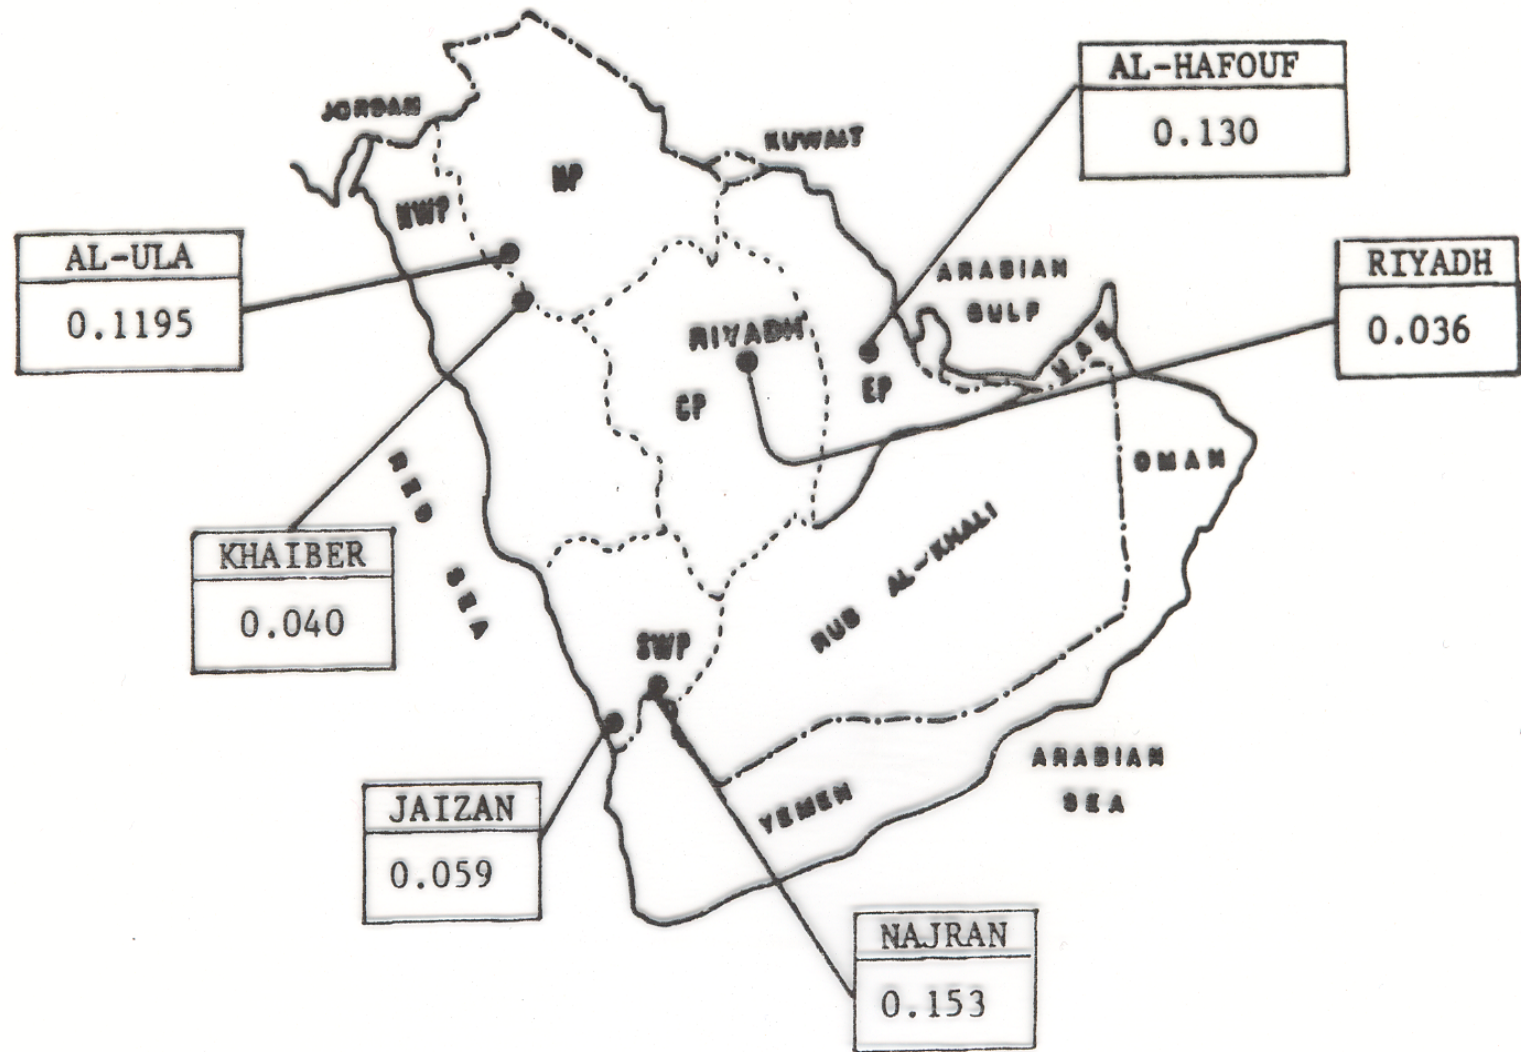 AL-HAFOUF
0.130
JORDAN
KUWAIT
NP
NWP
AL-ULA
0.1195
ARABIAN
GULF
RIYADH
0.036
RIYADH
EP
CP
RED
SEA
OMAN
KHAIBER
0.040
RUB AL-KHALI
SWP
ARABIAN
SEA
JAIZAN
0.059
YEMEN
NAJRAN
0.153